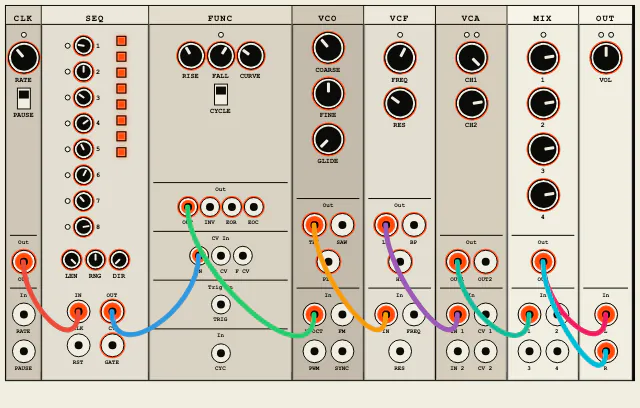 CLK SEQ FUNC VCO VCF VCA MIX OUT
RATE
PAUSE
1
2
3
4
5
6
7
8
LEN RNG DIR
RISE FALL CURVE
CYCLE
COARSE
FINE
GLIDE
FREQ
RES
CH1
CH2
1
2
3
4
VOL
Out
In
RATE
PAUSE
IN OUT
RST GATE
Out
INV EOR EOC
CV In
CV F CV
Trig In
TRIG
In
CYC
Out
SAW
In
FM
PWM SYNC
Out
BP
In
IN FREQ
RES
Out
OUT2
In
IN 1 CV 1
IN 2 CV 2
Out
In
1 2
3 4
In
L
R